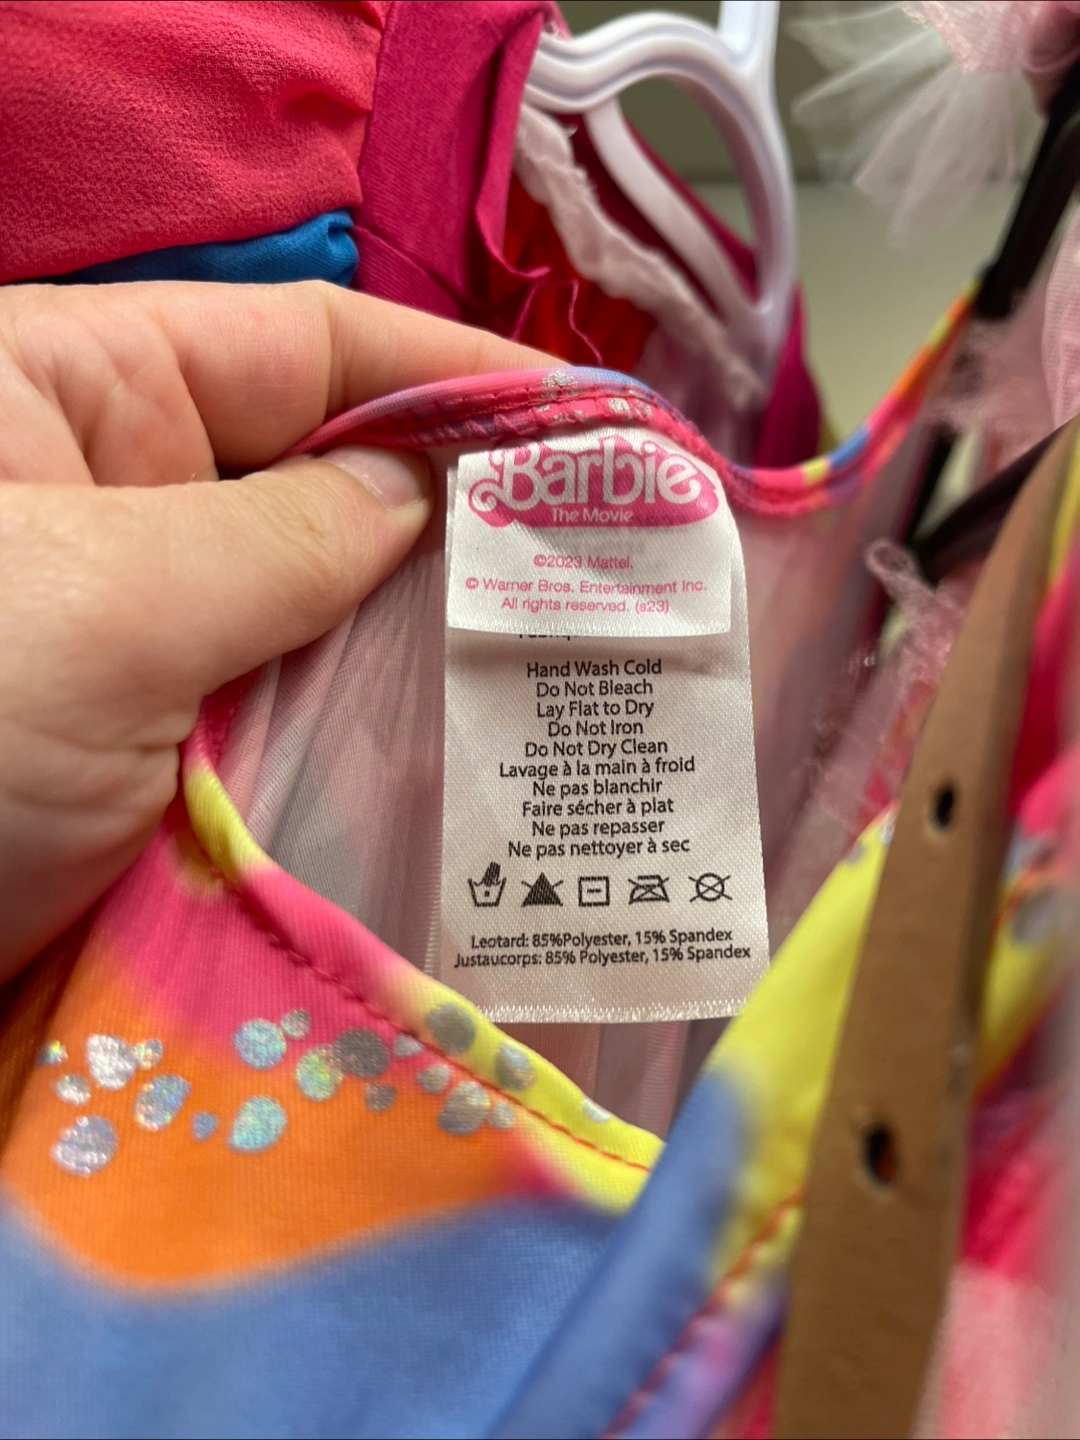 Barbie
The Movie
©2023 Mattel.
© Warner Bros. Entertainment Inc.
All rights reserved. (s23)
Hand Wash Cold
Do Not Bleach
Lay Flat to Dry
Do Not Iron
Do Not Dry Clean
Lavage à la main à froid
Ne pas blanchir
Faire sécher à plat
Ne pas repasser
Ne pas nettoyer à sec
Leotard: 85%Polyester, 15% Spandex
Justaucorps: 85% Polyester, 15% Spandex